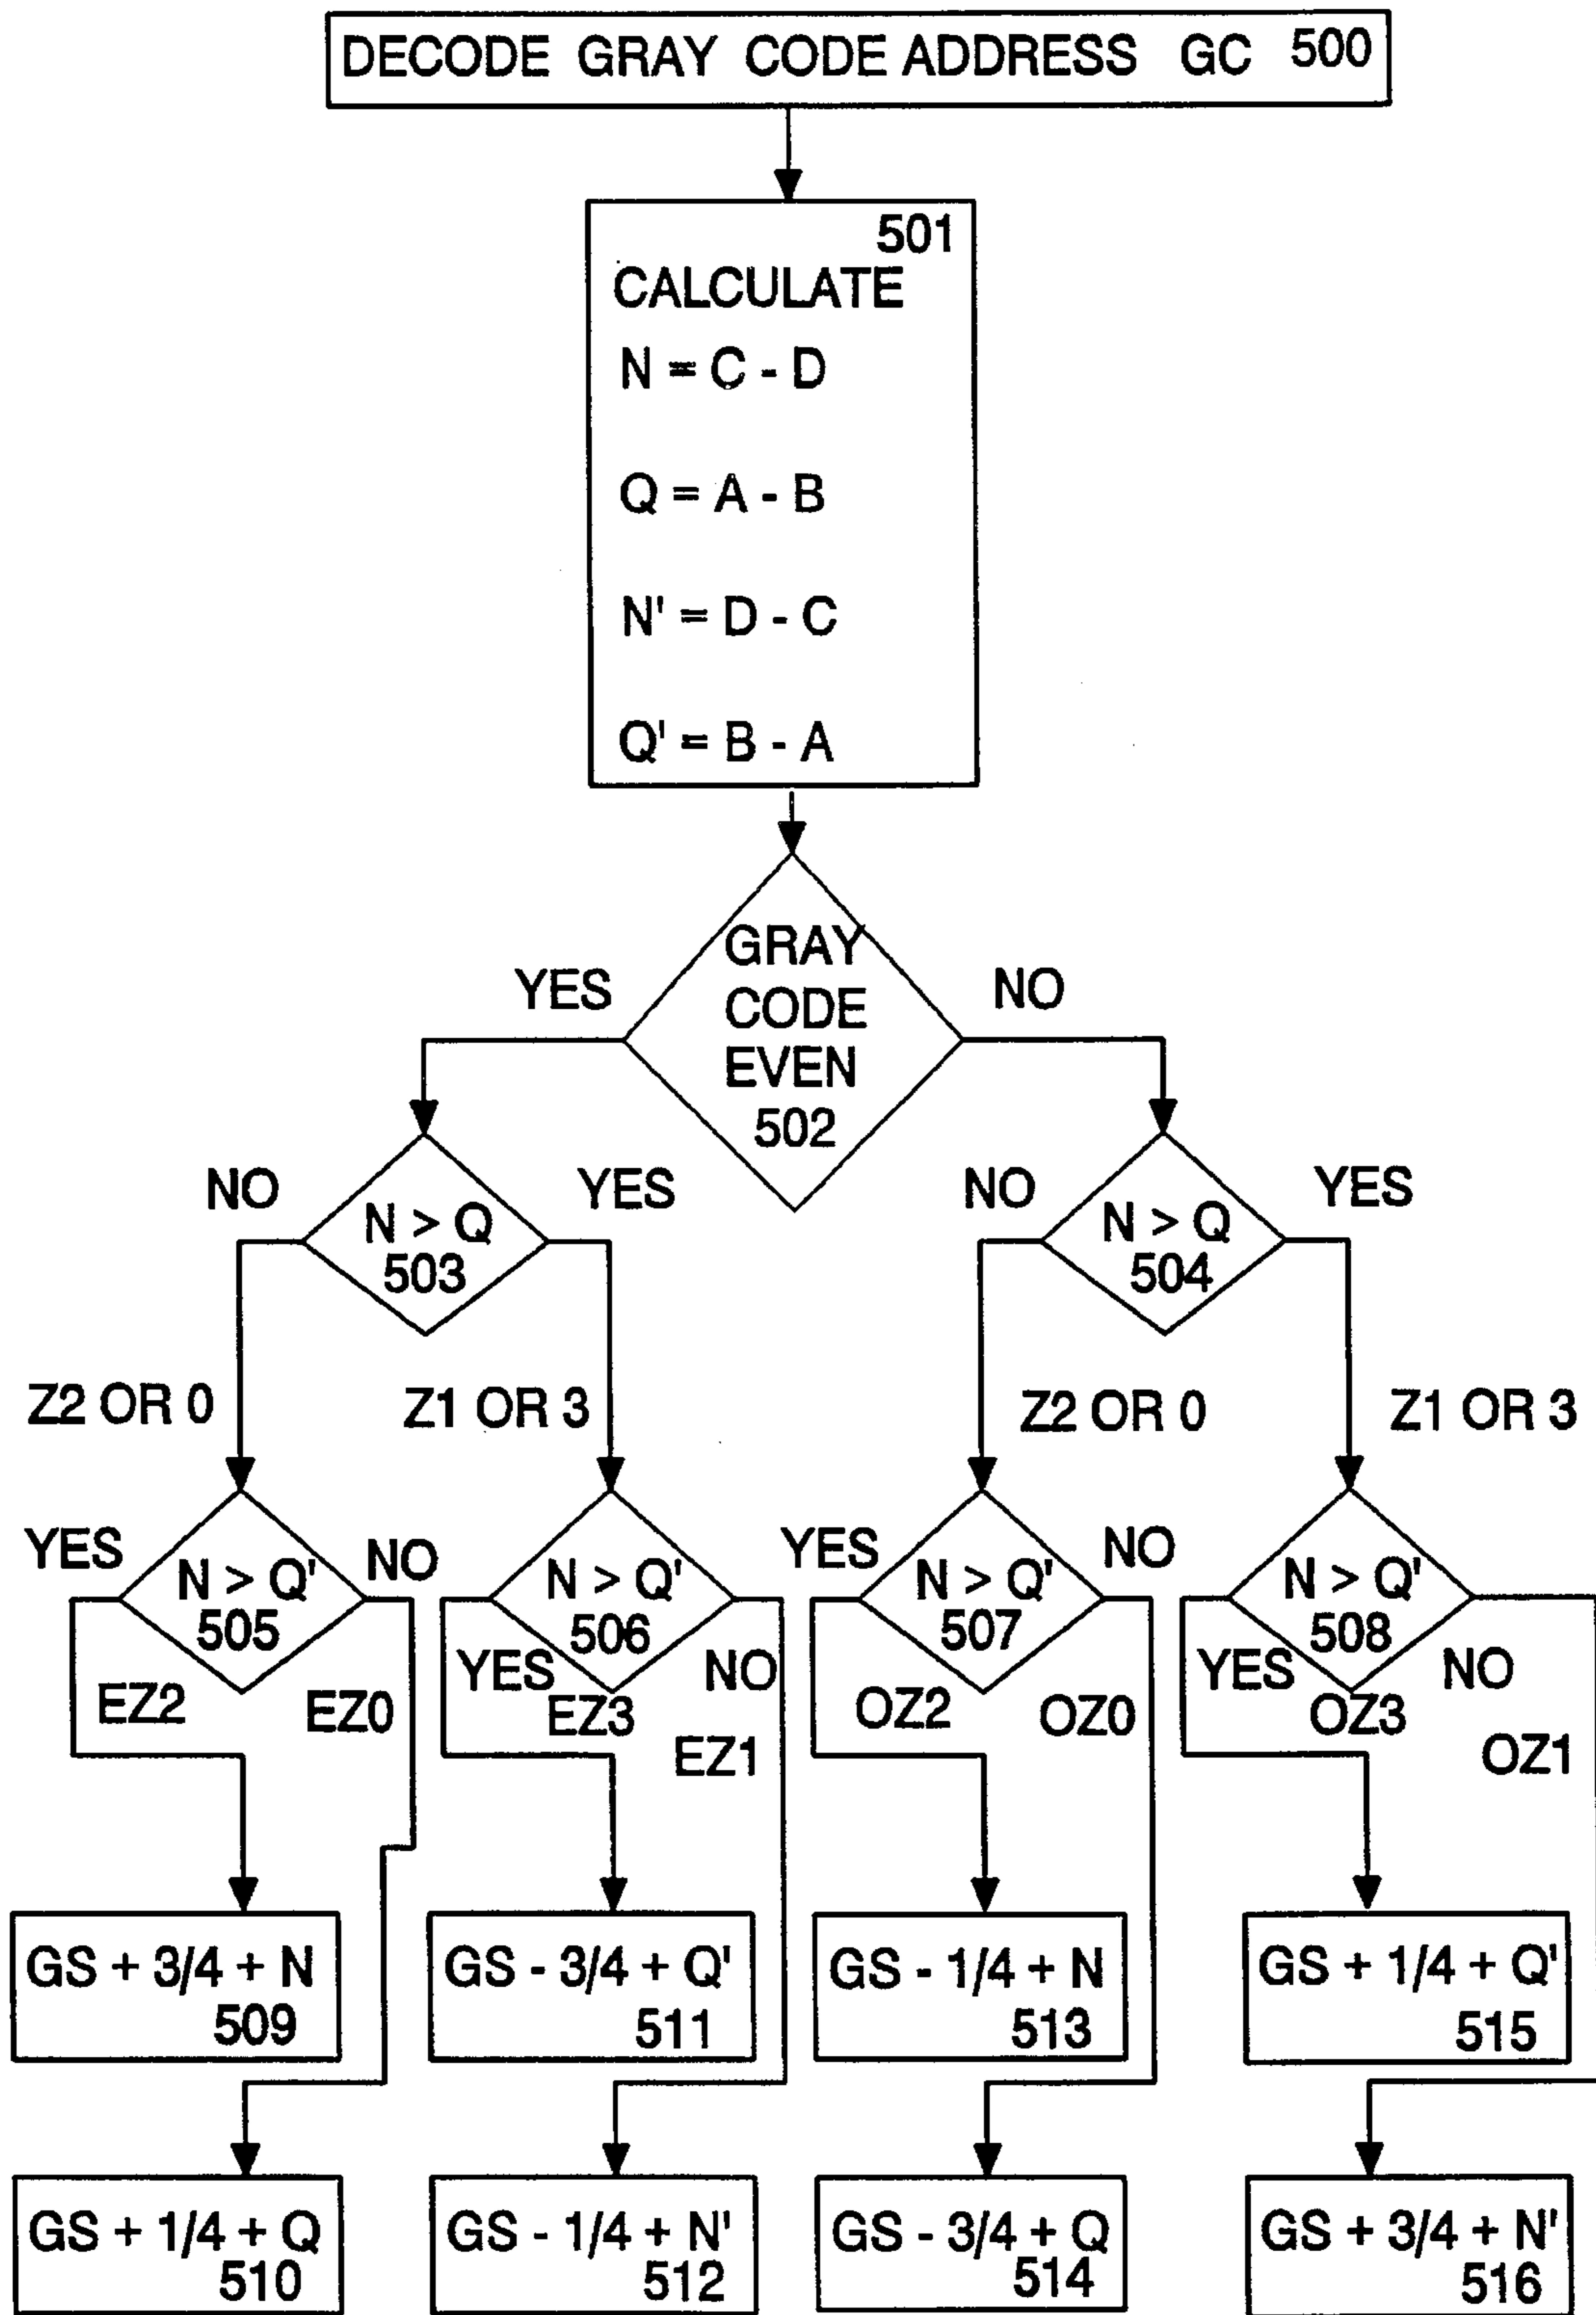 DECODE GRAY CODE ADDRESS GC 500
501
CALCULATE
N = C - D
Q = A - B
N' = D - C
Q' = B - A
GRAY
CODE
EVEN
502
YES
NO
NO
N > Q
503
YES
NO
N > Q
504
YES
Z2 OR 0
Z1 OR 3
Z2 OR 0
Z1 OR 3
YES
N > Q'
505
NO
N > Q'
506
YES
NO
YES
N > Q'
507
NO
N > Q'
508
YES
NO
EZ2
EZ0
EZ3
EZ1
OZ2
OZ0
OZ3
OZ1
GS + 3/4 + N
509
GS - 3/4 + Q'
511
GS - 1/4 + N
513
GS + 1/4 + Q'
515
GS + 1/4 + Q
510
GS - 1/4 + N'
512
GS - 3/4 + Q
514
GS + 3/4 + N'
516